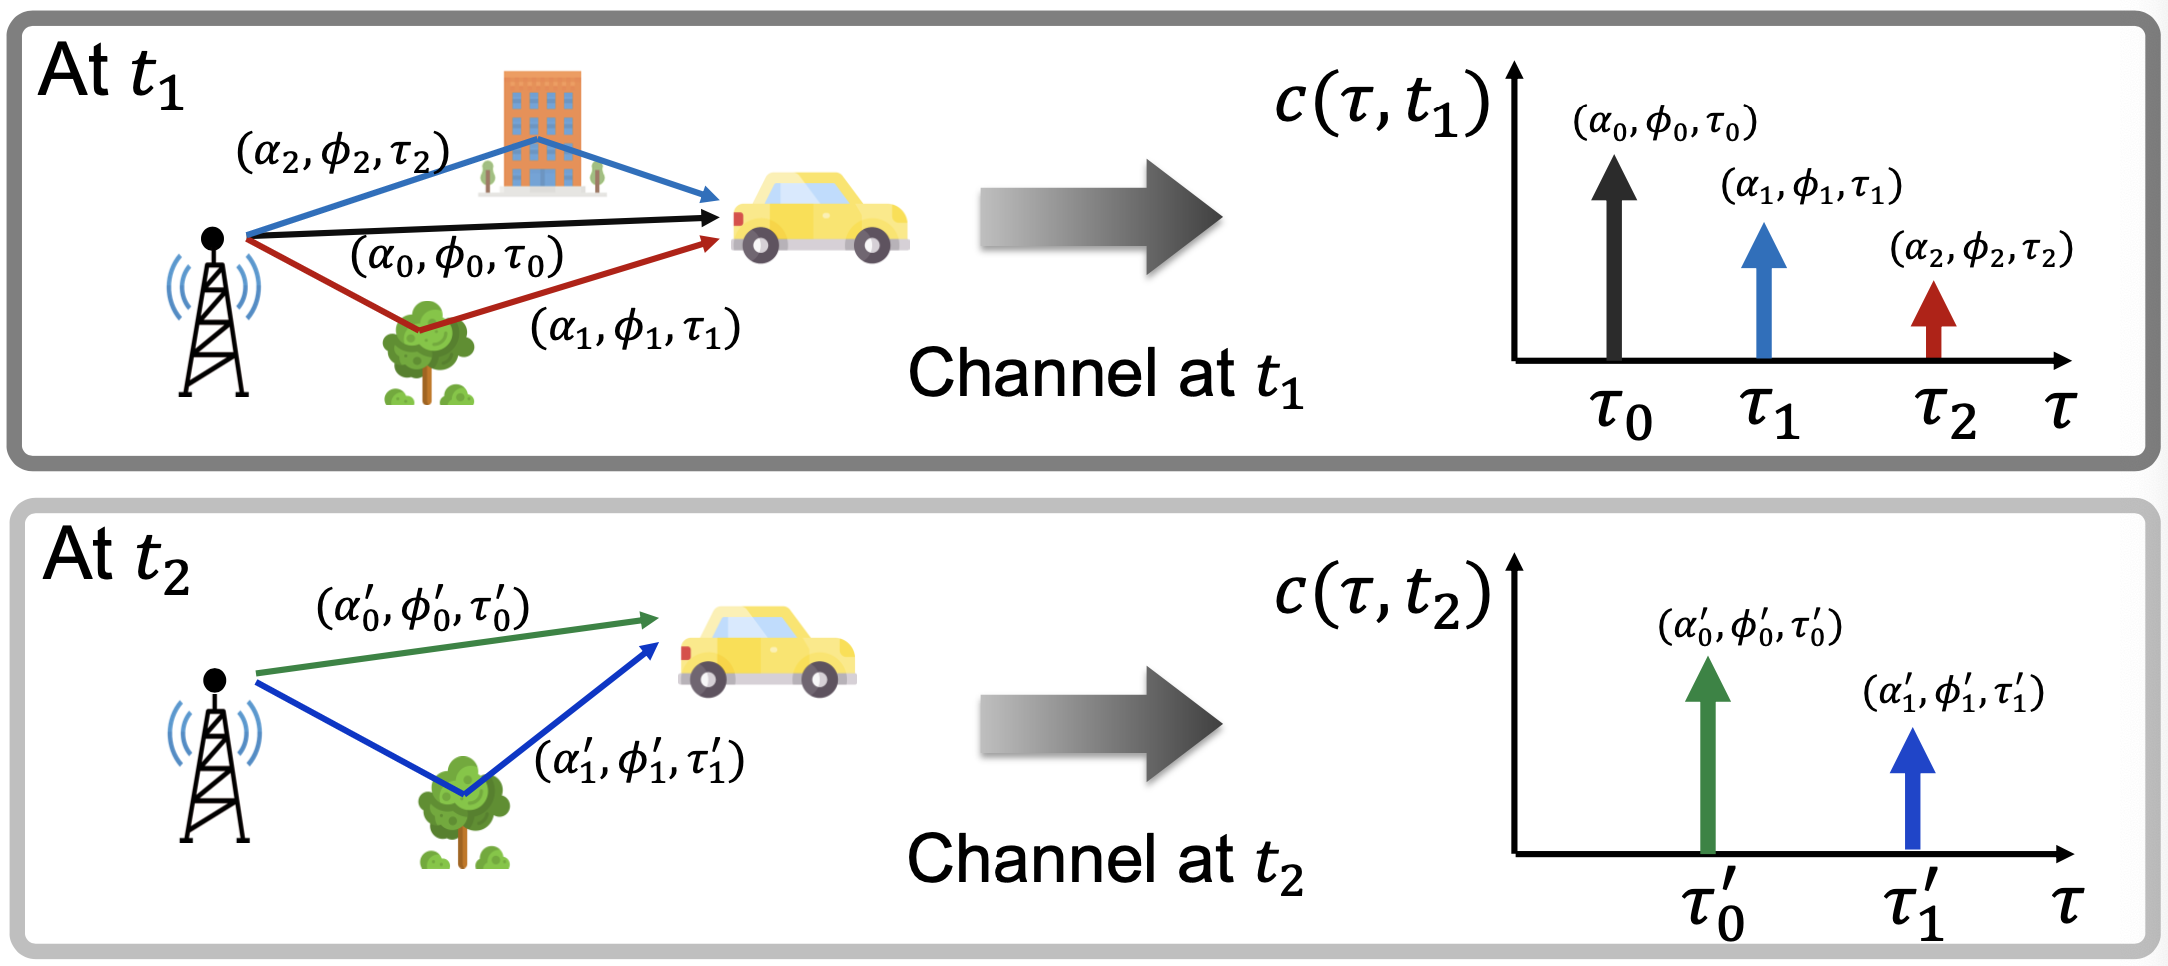 At t₁
(α₂, ϕ₂, τ₂)
(α₀, ϕ₀, τ₀)
(α₁, ϕ₁, τ₁)
Channel at t₁
c(τ, t₁)
(α₀, ϕ₀, τ₀)
(α₁, ϕ₁, τ₁)
(α₂, ϕ₂, τ₂)
τ₀ τ₁ τ₂ τ
At t₂
(α′₀, ϕ′₀, τ′₀)
(α′₁, ϕ′₁, τ′₁)
Channel at t₂
c(τ, t₂)
(α′₀, ϕ′₀, τ′₀)
(α′₁, ϕ′₁, τ′₁)
τ′₀ τ′₁ τ